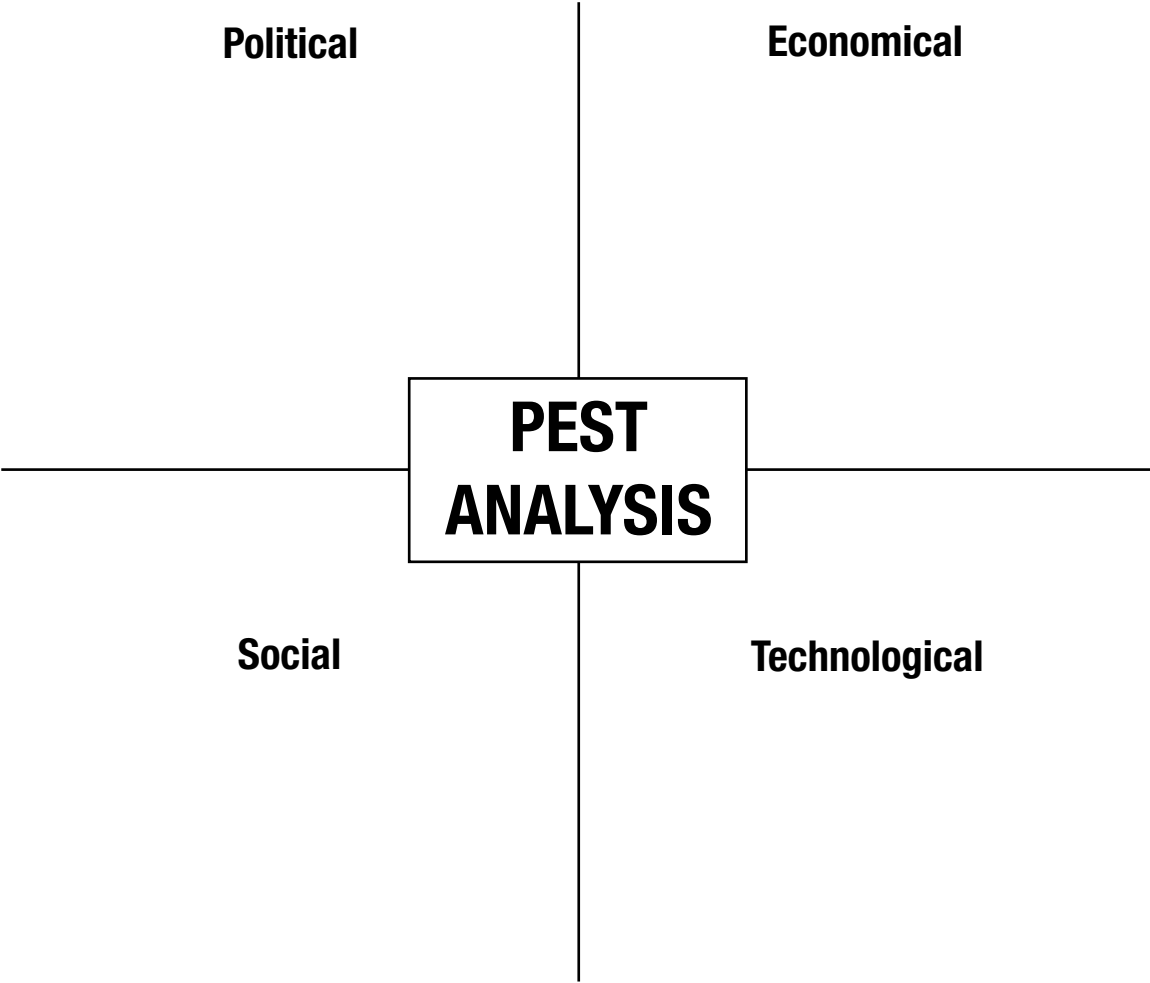 Political
Economical
PEST
ANALYSIS
Social
Technological